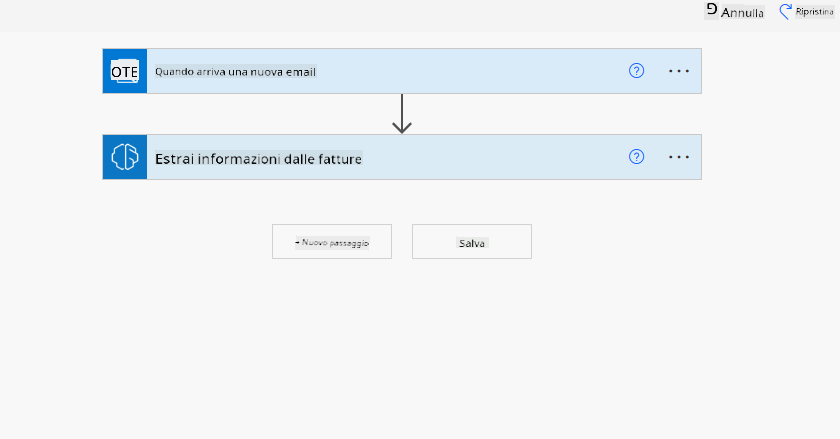 Annulla
Ripristina
OTE
Quando arriva una nuova email
?
...
Estrai informazioni dalle fatture
?
...
+ Nuovo passaggio
Salva